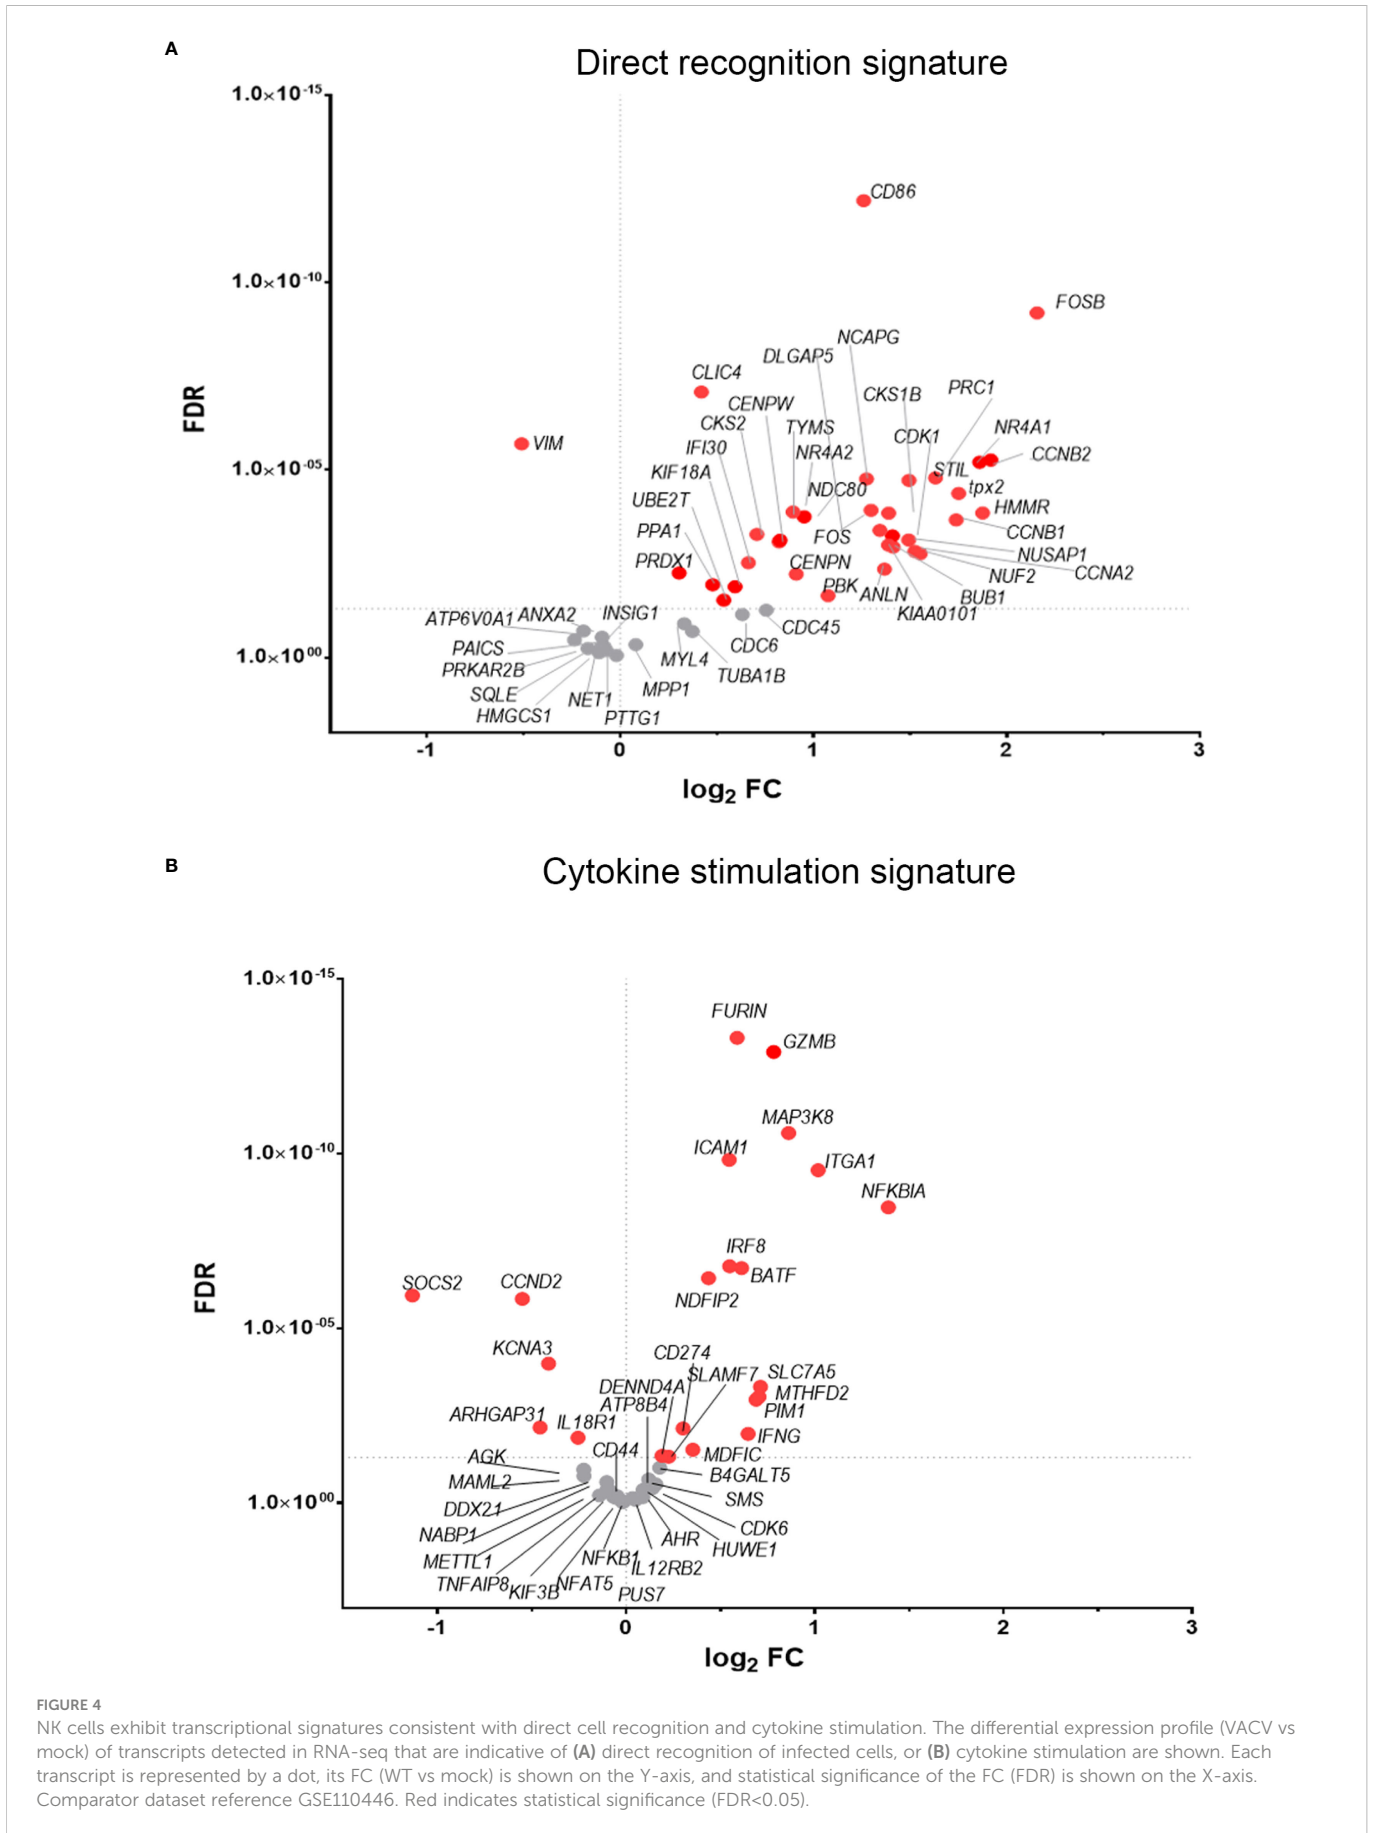 A
Direct recognition signature
1.0×10-15
CD86
1.0×10-10
FOSB
NCAPG
DLGAP5
CLIC4
PRC1
CKS1B
CENPW
CKS2
TYMS
NR4A1
CDK1
VIM
IFI30
NR4A2
CCNB2
1.0×10-05
KIF18A
STIL
NDC80
tpx2
UBE2T
HMMR
PPA1
FOS
CCNB1
NUSAP1
PRDX1
CENPN
CCNA2
NUF2
PBK
ANLN
BUB1
KIAA0101
ATP6V0A1
ANXA2
INSIG1
CDC45
PAICS
CDC6
1.0×1000
MYL4
PRKAR2B
TUBA1B
SQLE
NET1
MPP1
HMGCS1
PTTG1
FDR
-1
0
1
2
3
log2 FC
B
Cytokine stimulation signature
1.0×10-15
FURIN
GZMB
MAP3K8
ICAM1
1.0×10-10
ITGA1
NFKBIA
IRF8
BATF
SOCS2
CCND2
NDFIP2
1.0×10-05
KCNA3
CD274
SLAMF7
SLC7A5
DENND4A
MTHFD2
ATP8B4
PIM1
ARHGAP31
IL18R1
IFNG
CD44
MDFIC
AGK
B4GALT5
MAML2
SMS
1.0×1000
DDX21
CDK6
NABP1
AHR
HUWE1
METTL1
NFKB1
IL12RB2
TNFAIP8
KIF3B
NFAT5
PUS7
FDR
-1
0
1
2
3
log2 FC
FIGURE 4
NK cells exhibit transcriptional signatures consistent with direct cell recognition and cytokine stimulation. The differential expression profile (VACV vs
mock) of transcripts detected in RNA-seq that are indicative of (A) direct recognition of infected cells, or (B) cytokine stimulation are shown. Each
transcript is represented by a dot, its FC (WT vs mock) is shown on the Y-axis, and statistical significance of the FC (FDR) is shown on the X-axis.
Comparator dataset reference GSE110446. Red indicates statistical significance (FDR<0.05).